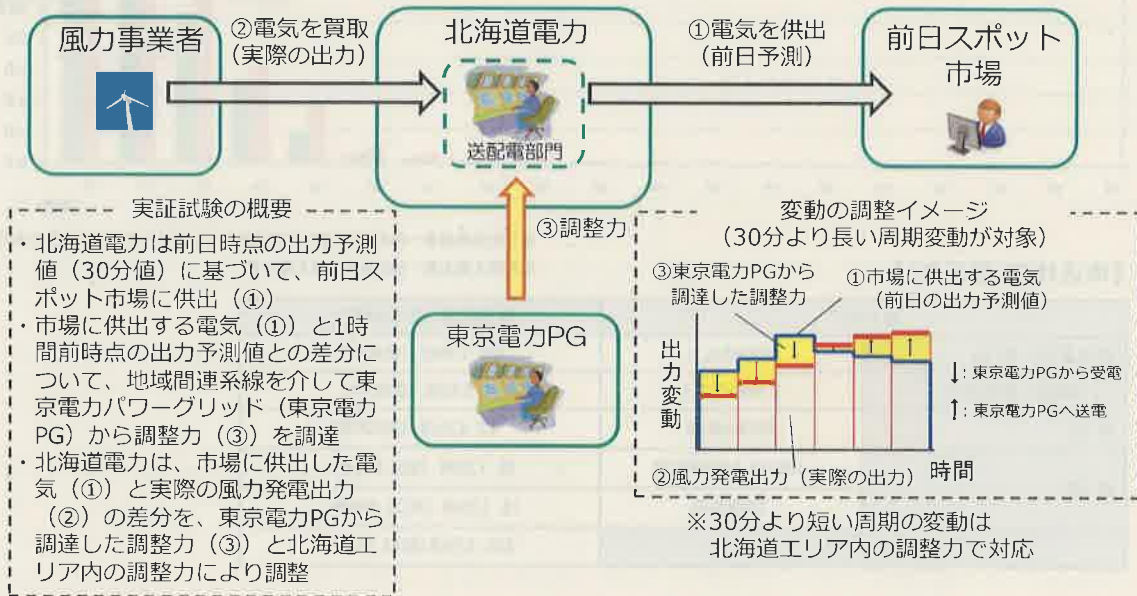 風力事業者
②電気を買取
(実際の出力)
北海道電力
送配電部門
①電気を供出
(前日予測)
前日スポット
市場
③調整力
東京電力PG
実証試験の概要
・北海道電力は前日時点の出力予測
値（30分値）に基づいて、前日ス
ポット市場に供出（①）
・市場に供出する電気（①）と1時
間前時点の出力予測値との差分に
ついて、地域間連系線を介して東
京電力パワーグリッド（東京電力
PG）から調整力（③）を調達
・北海道電力は、市場に供出した電
気（①）と実際の風力発電出力
（②）の差分を、東京電力PGから
調達した調整力（③）と北海道エ
リア内の調整力により調整
変動の調整イメージ
（30分より長い周期変動が対象）
③東京電力PGから
調達した調整力
①市場に供出する電気
（前日の出力予測値）
出力変動
↓: 東京電力PGから受電
↑: 東京電力PGへ送電
②風力発電出力（実際の出力）
時間
※30分より短い周期の変動は
北海道エリア内の調整力で対応